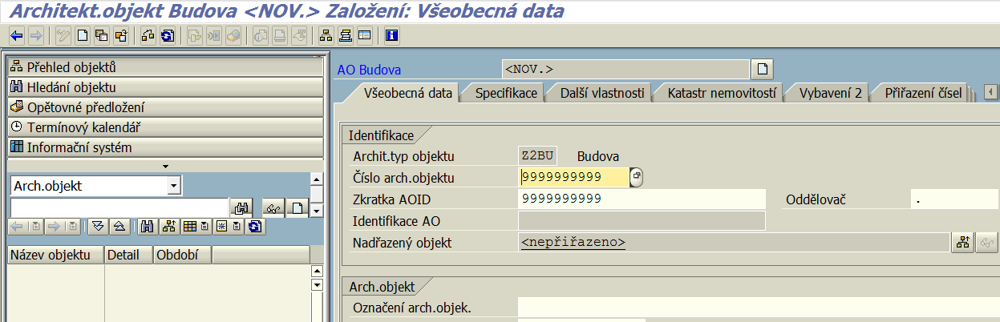 Architekt.objekt Budova <NOV.> Založení: Všeobecná data
Přehled objektů
Hledání objektu
Opětovné předložení
Termínový kalendář
Informační systém
Arch.objekt
Název objektu Detail Období
AO Budova <NOV.>
Všeobecná data Specifikace Další vlastnosti Katastr nemovitostí Vybavení 2 Přiřazení čísel
Identifikace
Archit.typ objektu Z2BU Budova
Číslo arch.objektu 9999999999
Zkratka AOID 9999999999 Oddělovač .
Identifikace AO
Nadřazený objekt <nepřiřazeno>
Arch.objekt
Označení arch.objek.